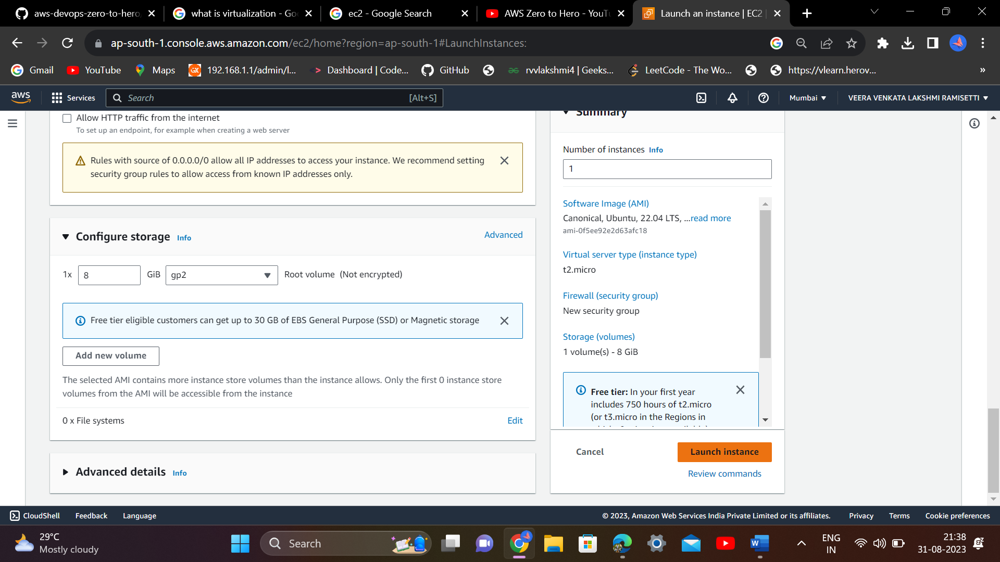 aws-devops-zero-to-hero
what is virtualization - Go
ec2 - Google Search
AWS Zero to Hero - YouTu
Launch an instance | EC2 |
ap-south-1.console.aws.amazon.com/ec2/home?region=ap-south-1#LaunchInstances:
Gmail
YouTube
Maps
192.168.1.1/admin/l...
Dashboard | Code...
GitHub
rvvlakshmi4 | Geeks...
LeetCode - The Wo...
https://vlearn.herov...
»
aws
Services
Search
[Alt+S]
Mumbai
VEERA VENKATA LAKSHMI RAMISETTI
Allow HTTP traffic from the internet
To set up an endpoint, for example when creating a web server
Rules with source of 0.0.0.0/0 allow all IP addresses to access your instance. We recommend setting
security group rules to allow access from known IP addresses only.
Configure storage Info
Advanced
1x 8 GiB gp2 Root volume (Not encrypted)
Free tier eligible customers can get up to 30 GB of EBS General Purpose (SSD) or Magnetic storage
Add new volume
The selected AMI contains more instance store volumes than the instance allows. Only the first 0 instance store
volumes from the AMI will be accessible from the instance
0 x File systems
Edit
Advanced details Info
Summary
Number of instances Info
1
Software Image (AMI)
Canonical, Ubuntu, 22.04 LTS, ...read more
ami-0f5ee92e2d63afc18
Virtual server type (instance type)
t2.micro
Firewall (security group)
New security group
Storage (volumes)
1 volume(s) - 8 GiB
Free tier: In your first year
includes 750 hours of t2.micro
(or t3.micro in the Regions in
Cancel
Launch instance
Review commands
CloudShell
Feedback
Language
© 2023, Amazon Web Services India Private Limited or its affiliates.
Privacy
Terms
Cookie preferences
29°C
Mostly cloudy
Search
ENG
IN
21:38
31-08-2023